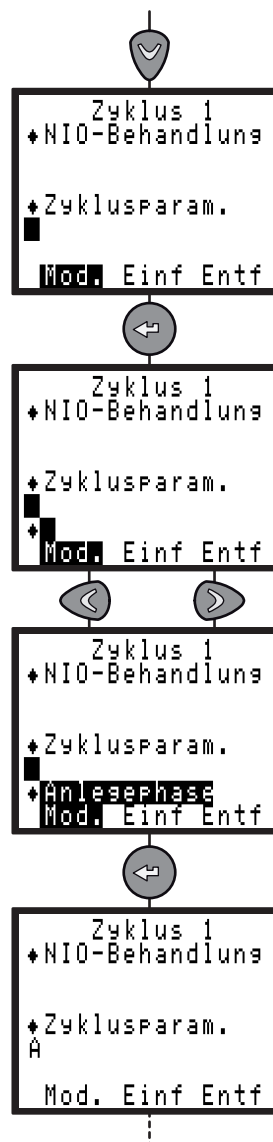 Zyklus 1
♦NIO-Behandlung
♦Zyklusparam.
Mod. Einf Entf
Zyklus 1
♦NIO-Behandlung
♦Zyklusparam.
♦
Mod. Einf Entf
Zyklus 1
♦NIO-Behandlung
♦Zyklusparam.
♦Anlegephase
Mod. Einf Entf
Zyklus 1
♦NIO-Behandlung
♦Zyklusparam.
A
Mod. Einf Entf